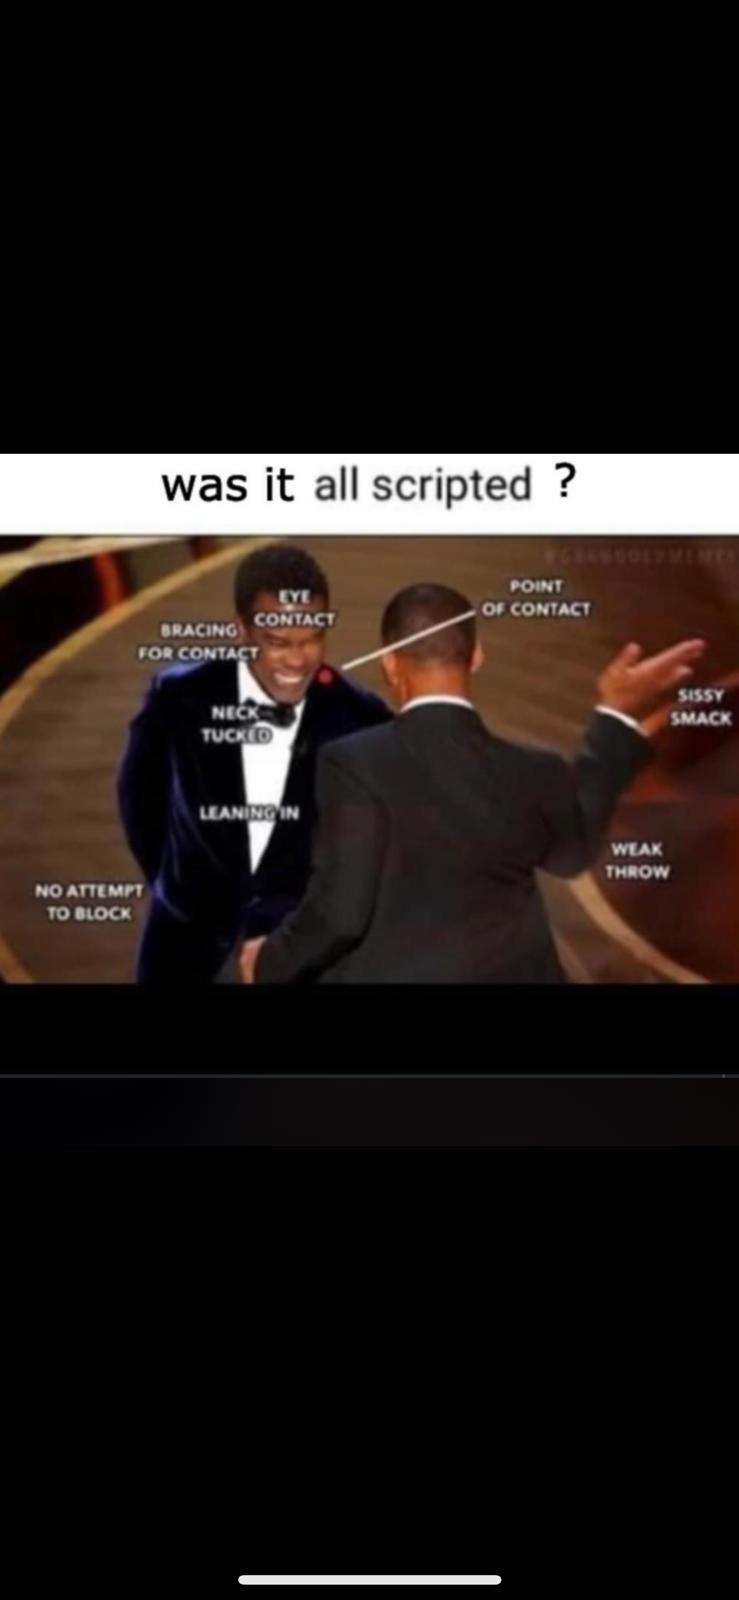 was it all scripted ?
EYE
CONTACT
POINT
OF CONTACT
BRACING
FOR CONTACT
SISSY
SMACK
NECK
TUCKED
LEANING IN
WEAK
THROW
NO ATTEMPT
TO BLOCK